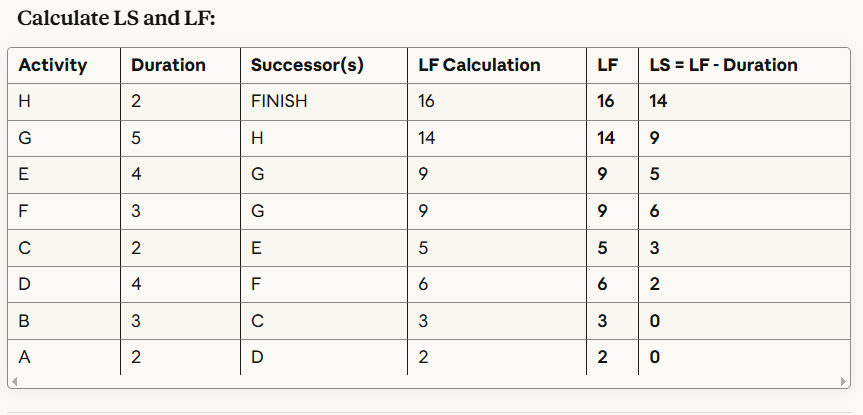 Calculate LS and LF:
Activity Duration Successor(s) LF Calculation LF LS = LF - Duration
H 2 FINISH 16 16 14
G 5 H 14 14 9
E 4 G 9 9 5
F 3 G 9 9 6
C 2 E 5 5 3
D 4 F 6 6 2
B 3 C 3 3 0
A 2 D 2 2 0